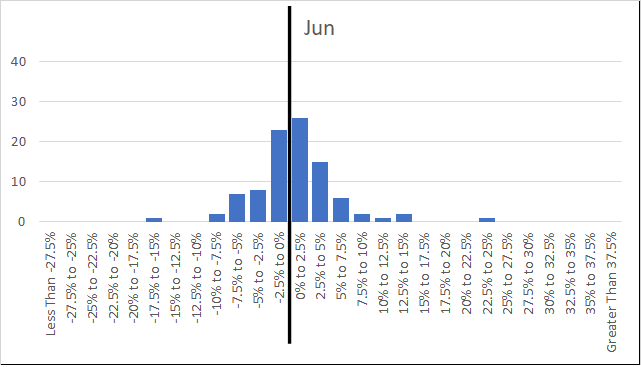 Jun
40
30
20
10
0
Less Than -27.5%
-27.5% to -25%
-25% to -22.5%
-22.5% to -20%
-20% to -17.5%
-17.5% to -15%
-15% to -12.5%
-12.5% to -10%
-10% to -7.5%
-7.5% to -5%
-5% to -2.5%
-2.5% to 0%
0% to 2.5%
2.5% to 5%
5% to 7.5%
7.5% to 10%
10% to 12.5%
12.5% to 15%
15% to 17.5%
17.5% to 20%
20% to 22.5%
22.5% to 25%
25% to 27.5%
27.5% to 30%
30% to 32.5%
32.5% to 35%
35% to 37.5%
Greater Than 37.5%